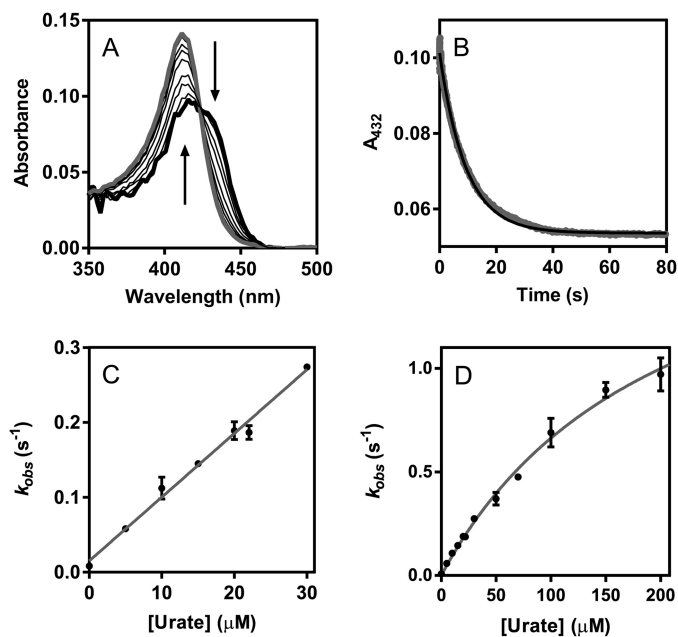 A
B
0.15
0.10
0.05
0.00
Absorbance
350
400
450
500
Wavelength (nm)
0.10
0.08
0.06
A432
0
20
40
60
80
Time (s)
C
D
0.3
0.2
0.1
0.0
kobs (s-1)
0
10
20
30
[Urate] (μM)
1.0
0.5
0.0
kobs (s-1)
0
50
100
150
200
[Urate] (μM)